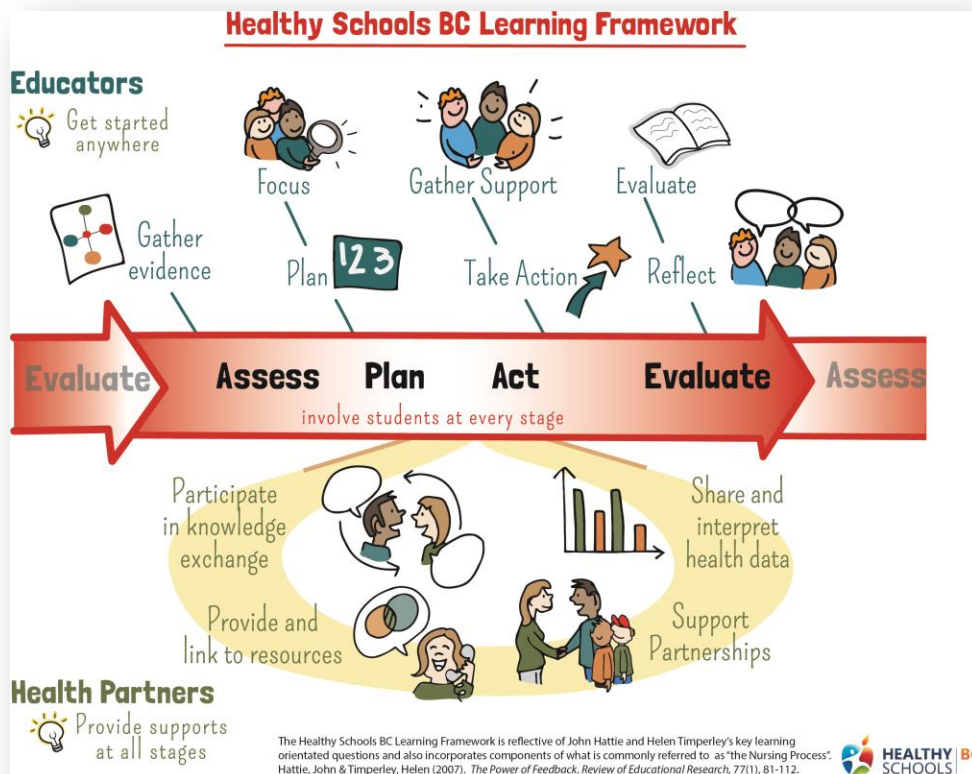 Healthy Schools BC Learning Framework
Educators
Get started
anywhere
Focus
Gather Support
Evaluate
Gather
evidence
Plan
123
Take Action
Reflect
Evaluate
Assess
Plan
Act
Evaluate
Assess
involve students at every stage
Participate
in knowledge
exchange
Share and
interpret
health data
Provide and
link to resources
Support
Partnerships
Health Partners
Provide supports
at all stages
The Healthy Schools BC Learning Framework is reflective of John Hattie and Helen Timperley's key learning
orientated questions and also incorporates components of what is commonly referred to as "the Nursing Process".
Hattie, John & Timperley, Helen (2007). The Power of Feedback. Review of Educational Research, 77(1), 81-112.
HEALTHY
SCHOOLS